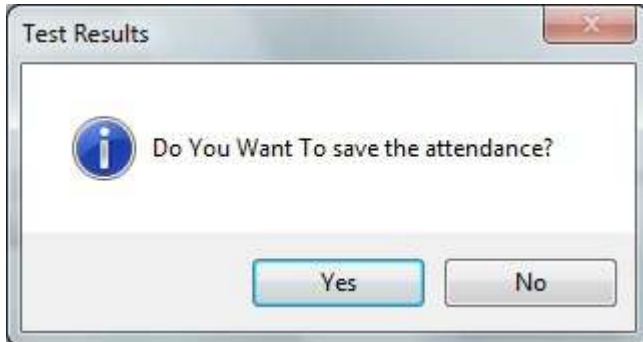 Test Results
Do You Want To save the attendance?
Yes
No